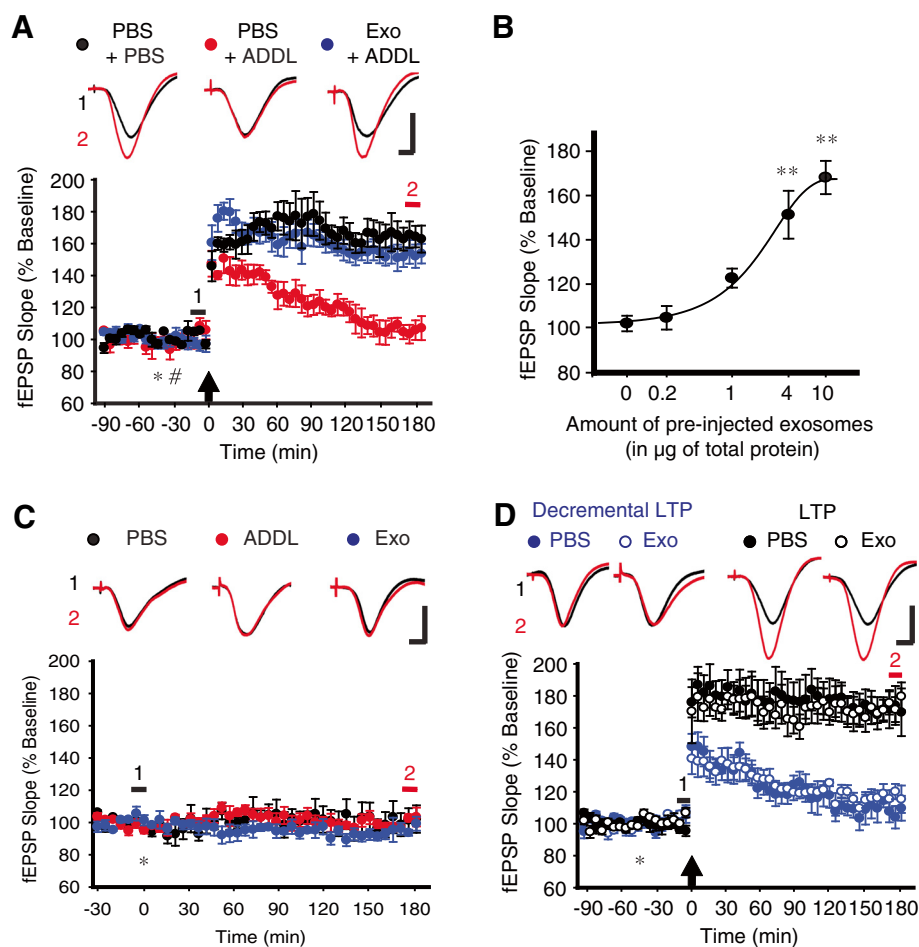 A
PBS + PBS
PBS + ADDL
Exo + ADDL
1
2
fEPSP Slope (% Baseline)
200
180
160
140
120
100
80
60
2
1
* #
-90 -60 -30 0 30 60 90 120 150 180
Time (min)
B
fEPSP Slope (% Baseline)
180
160
140
120
100
80
**
**
0 0.2 1 4 10
Amount of pre-injected exosomes
(in µg of total protein)
C
PBS ADDL Exo
1
2
fEPSP Slope (% Baseline)
200
180
160
140
120
100
80
60
1
2
*
-30 0 30 60 90 120 150 180
Time (min)
D
Decremental LTP LTP
PBS Exo PBS Exo
1
2
fEPSP Slope (% Baseline)
200
180
160
140
120
100
80
60
2
1
*
-90 -60 -30 0 30 60 90 120 150 180
Time (min)